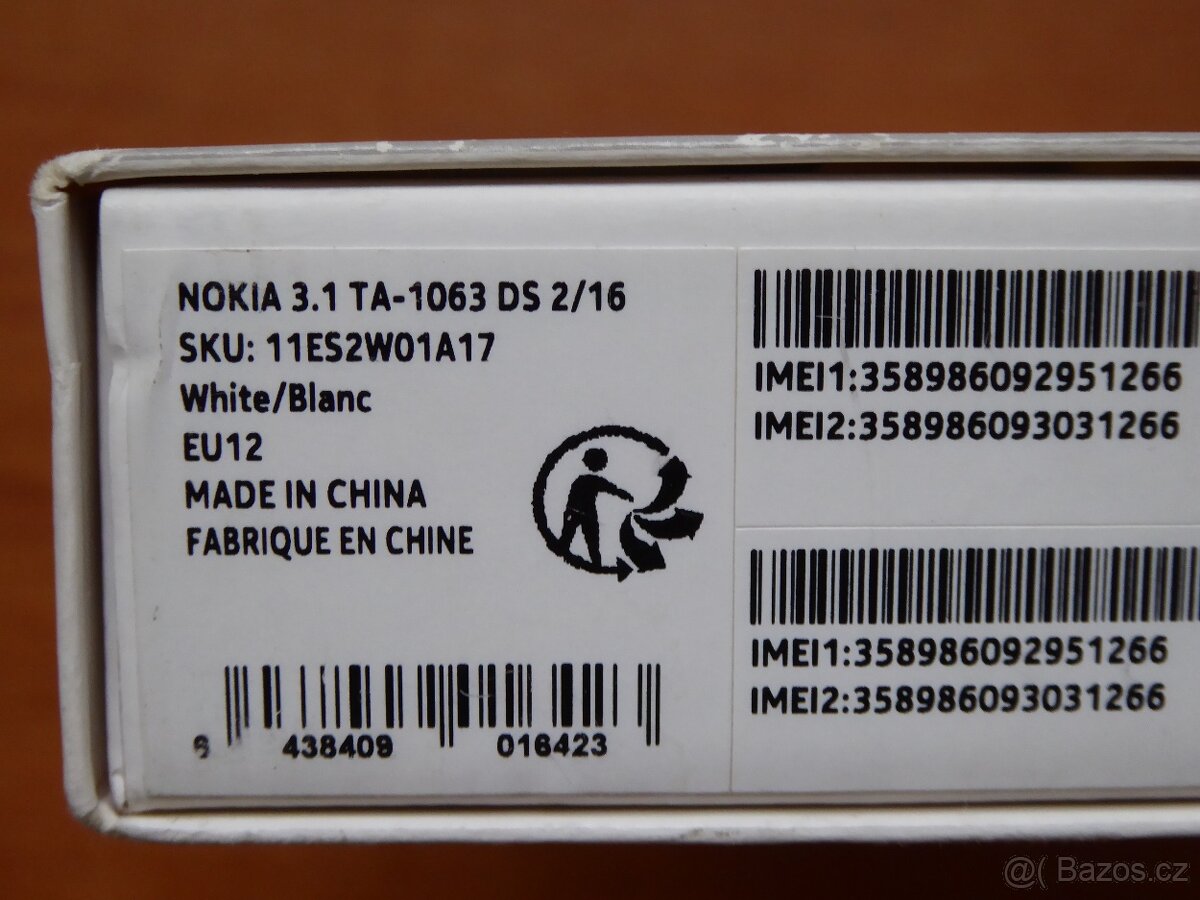 NOKIA 3.1 TA-1063 DS 2/16
SKU: 11ES2W01A17
White/Blanc
EU12
MADE IN CHINA
FABRIQUE EN CHINE
6 438409 016423
IMEI1:358986092951266
IMEI2:358986093031266
IMEI1:358986092951266
IMEI2:358986093031266
@( Bazos.cz